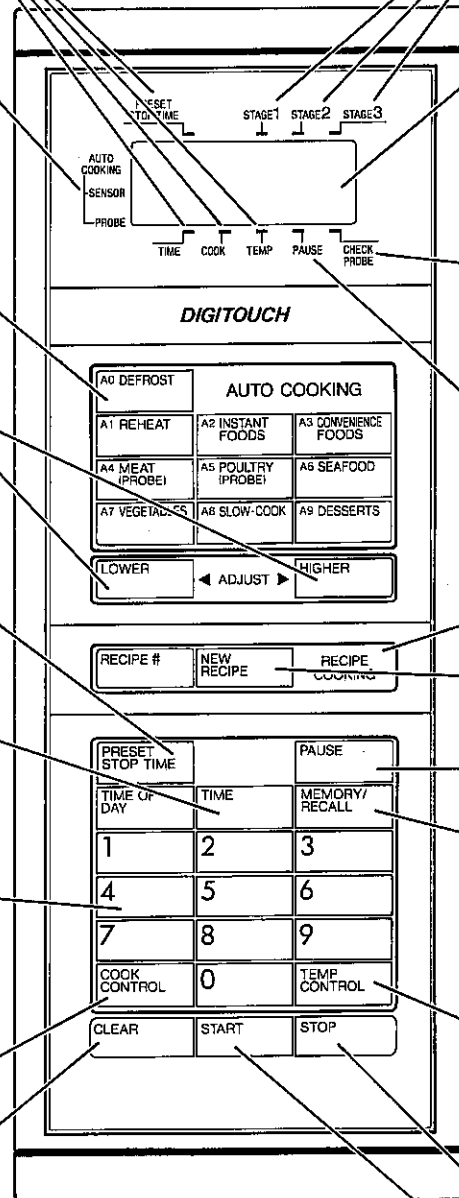 PRESET
STOP TIME
STAGE1 STAGE2 STAGE3
AUTO
COOKING
SENSOR
PROBE
TIME COOK TEMP PAUSE CHECK
PROBE
DIGITOUCH
A0 DEFROST AUTO COOKING
A1 REHEAT A2 INSTANT
FOODS A3 CONVENIENCE
FOODS
A4 MEAT
(PROBE) A5 POULTRY
(PROBE) A6 SEAFOOD
A7 VEGETABLES A8 SLOW-COOK A9 DESSERTS
LOWER ◀ ADJUST ▶ HIGHER
RECIPE # NEW
RECIPE RECIPE
COOKING
PRESET
STOP TIME PAUSE
TIME OF
DAY TIME MEMORY/
RECALL
1 2 3
4 5 6
7 8 9
COOK
CONTROL 0 TEMP
CONTROL
CLEAR START STOP